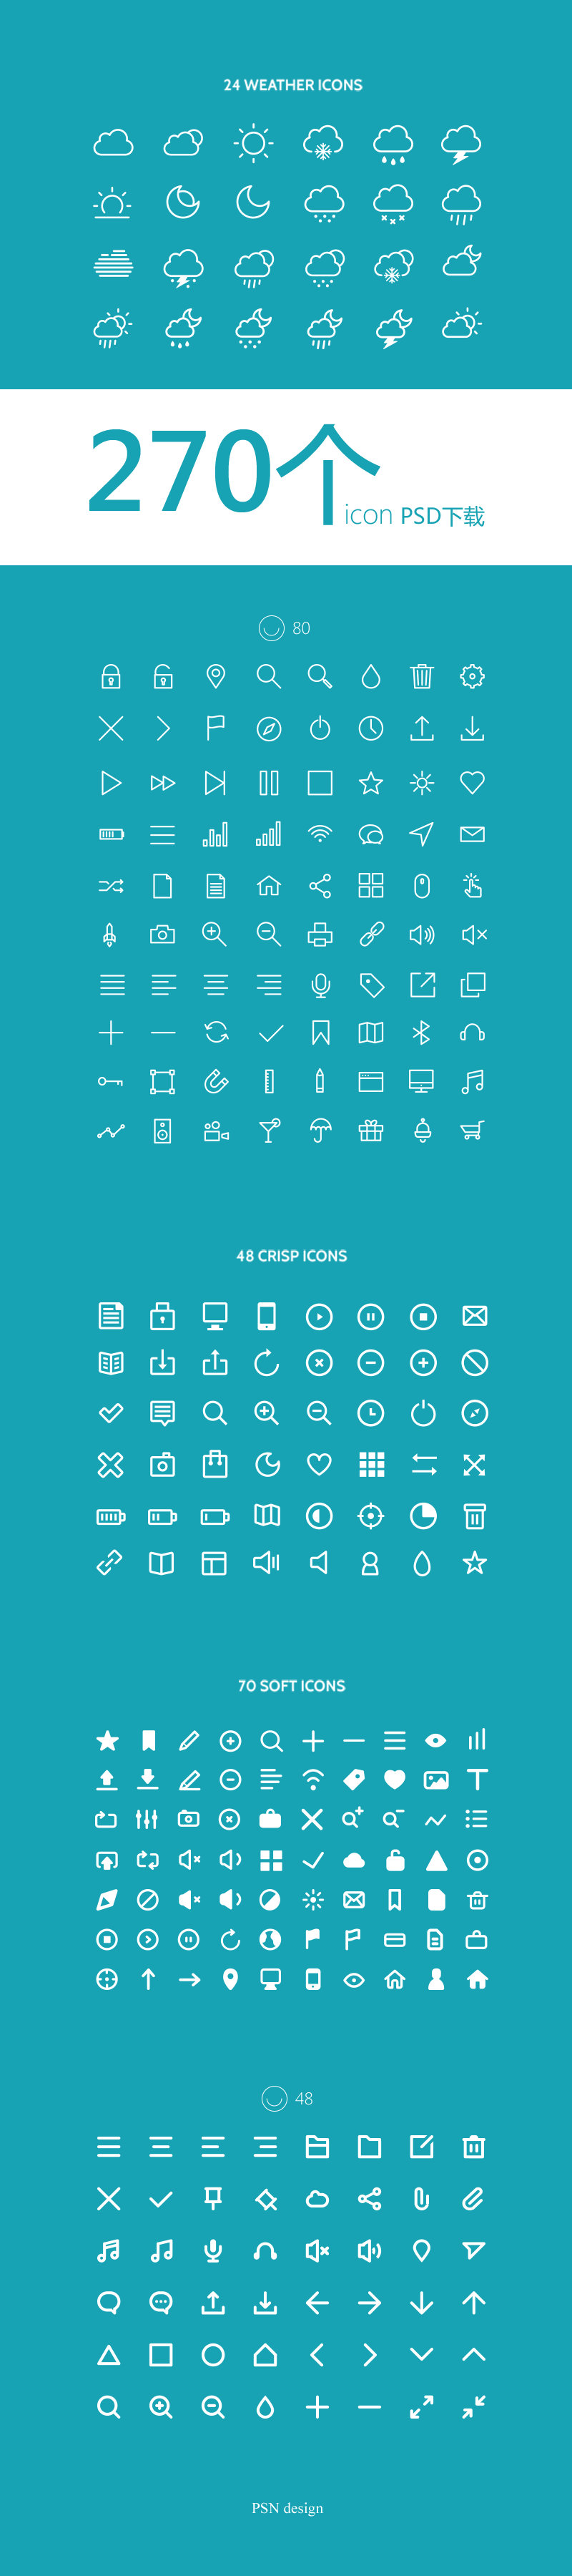 24 WEATHER ICONS
270个
icon PSD下载
80
48 CRISP ICONS
70 SOFT ICONS
48
PSN design